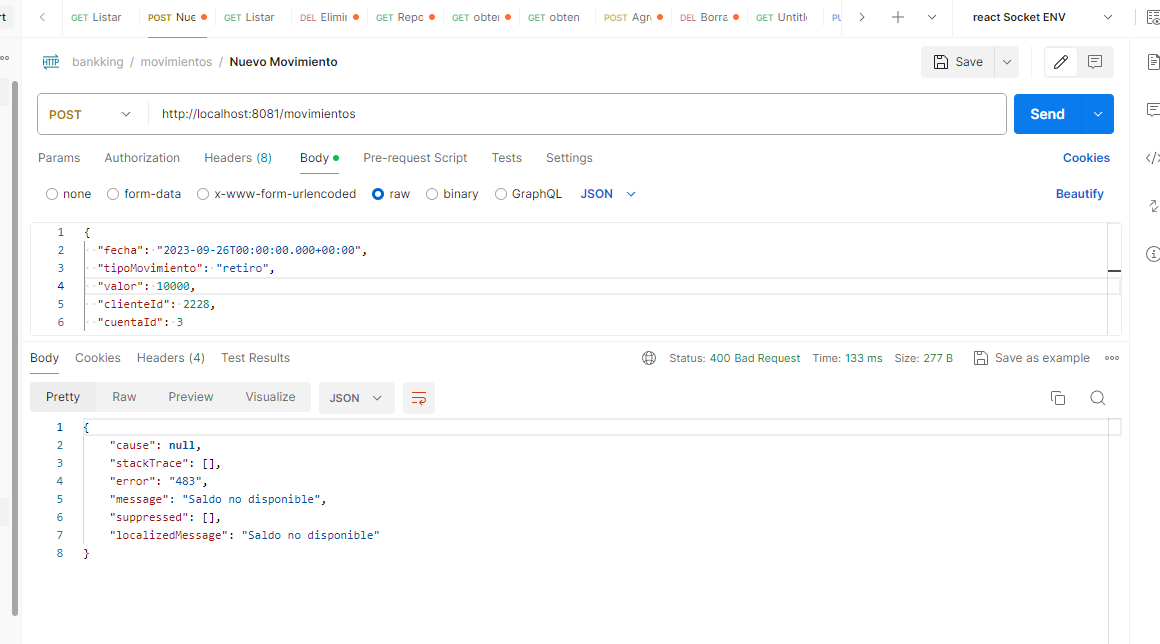 rt
GET Listar
POST Nue
GET Listar
DEL Elimir
GET Repo
GET obter
GET obten
POST Agr
DEL Borra
GET Untitle
PU
react Socket ENV
HTTP
bankking / movimientos / Nuevo Movimiento
Save
POST
http://localhost:8081/movimientos
Send
Params Authorization Headers (8) Body Pre-request Script Tests Settings Cookies
none form-data x-www-form-urlencoded raw binary GraphQL JSON Beautify
1 {
2 "fecha": "2023-09-26T00:00:00.000+00:00",
3 "tipoMovimiento": "retiro",
4 "valor": 10000,
5 "clienteId": 2228,
6 "cuentaId": 3
Body Cookies Headers (4) Test Results Status: 400 Bad Request Time: 133 ms Size: 277 B Save as example
Pretty Raw Preview Visualize JSON
1 {
2 "cause": null,
3 "stackTrace": [],
4 "error": "483",
5 "message": "Saldo no disponible",
6 "suppressed": [],
7 "localizedMessage": "Saldo no disponible"
8 }